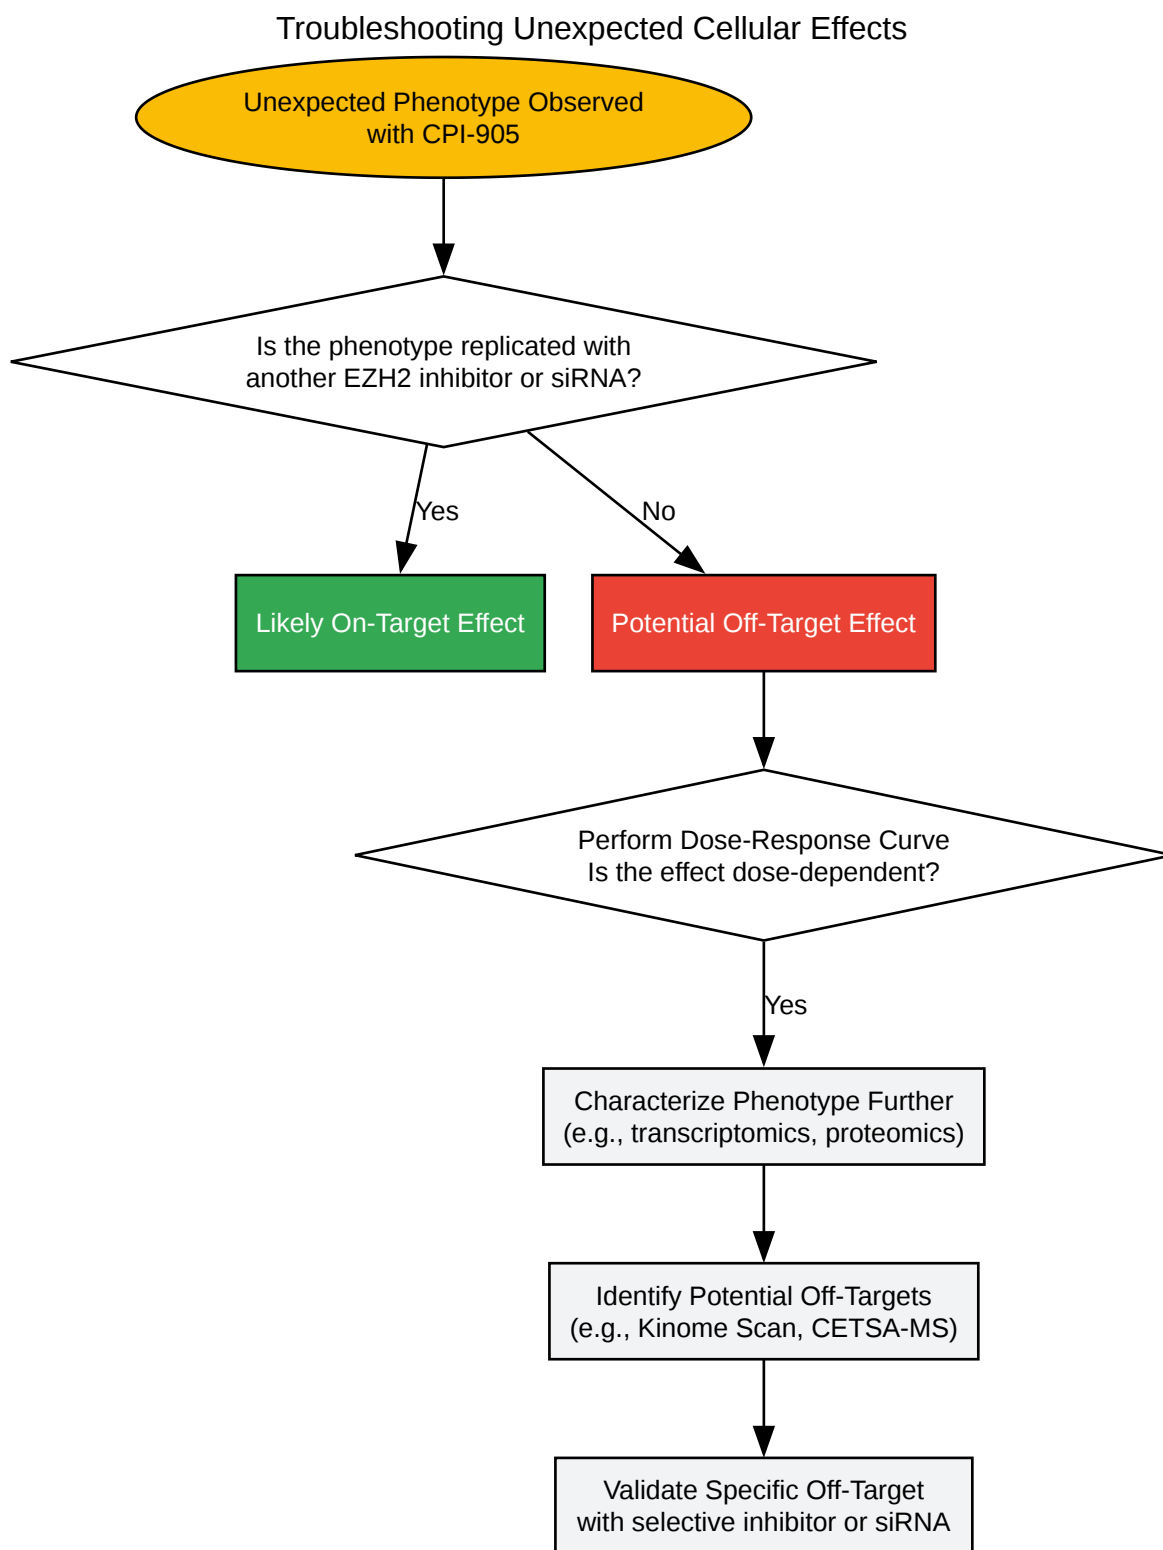 Troubleshooting Unexpected Cellular Effects
Unexpected Phenotype Observed
with CPI-905
Is the phenotype replicated with
another EZH2 inhibitor or siRNA?
Yes
No
Likely On-Target Effect
Potential Off-Target Effect
Perform Dose-Response Curve
Is the effect dose-dependent?
Yes
Characterize Phenotype Further
(e.g., transcriptomics, proteomics)
Identify Potential Off-Targets
(e.g., Kinome Scan, CETSA-MS)
Validate Specific Off-Target
with selective inhibitor or siRNA